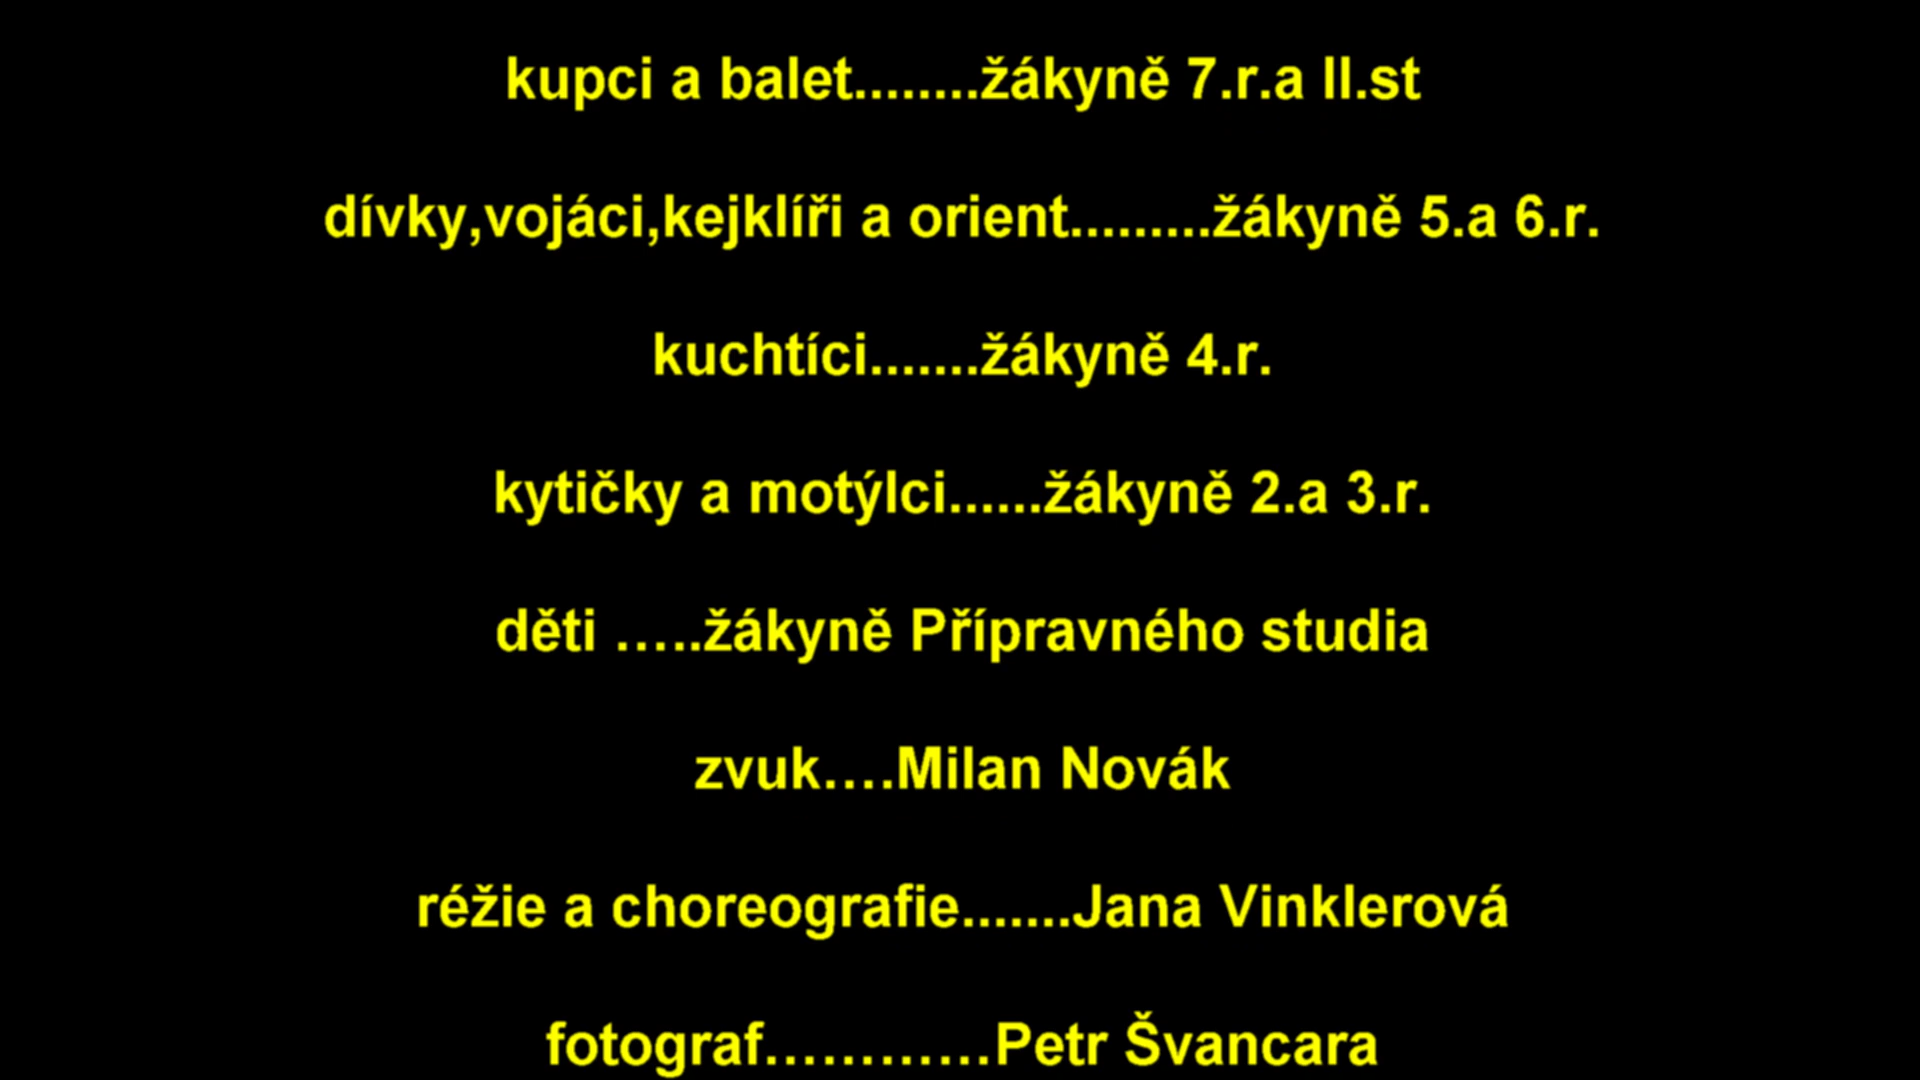 kupci a balet........žákyně 7.r.a II.st
dívky,vojáci,kejklíři a orient.........žákyně 5.a 6.r.
kuchtíci.......žákyně 4.r.
kytičky a motýlci......žákyně 2.a 3.r.
děti …..žákyně Přípravného studia
zvuk….Milan Novák
réžie a choreografie.......Jana Vinklerová
fotograf…………Petr Švancara